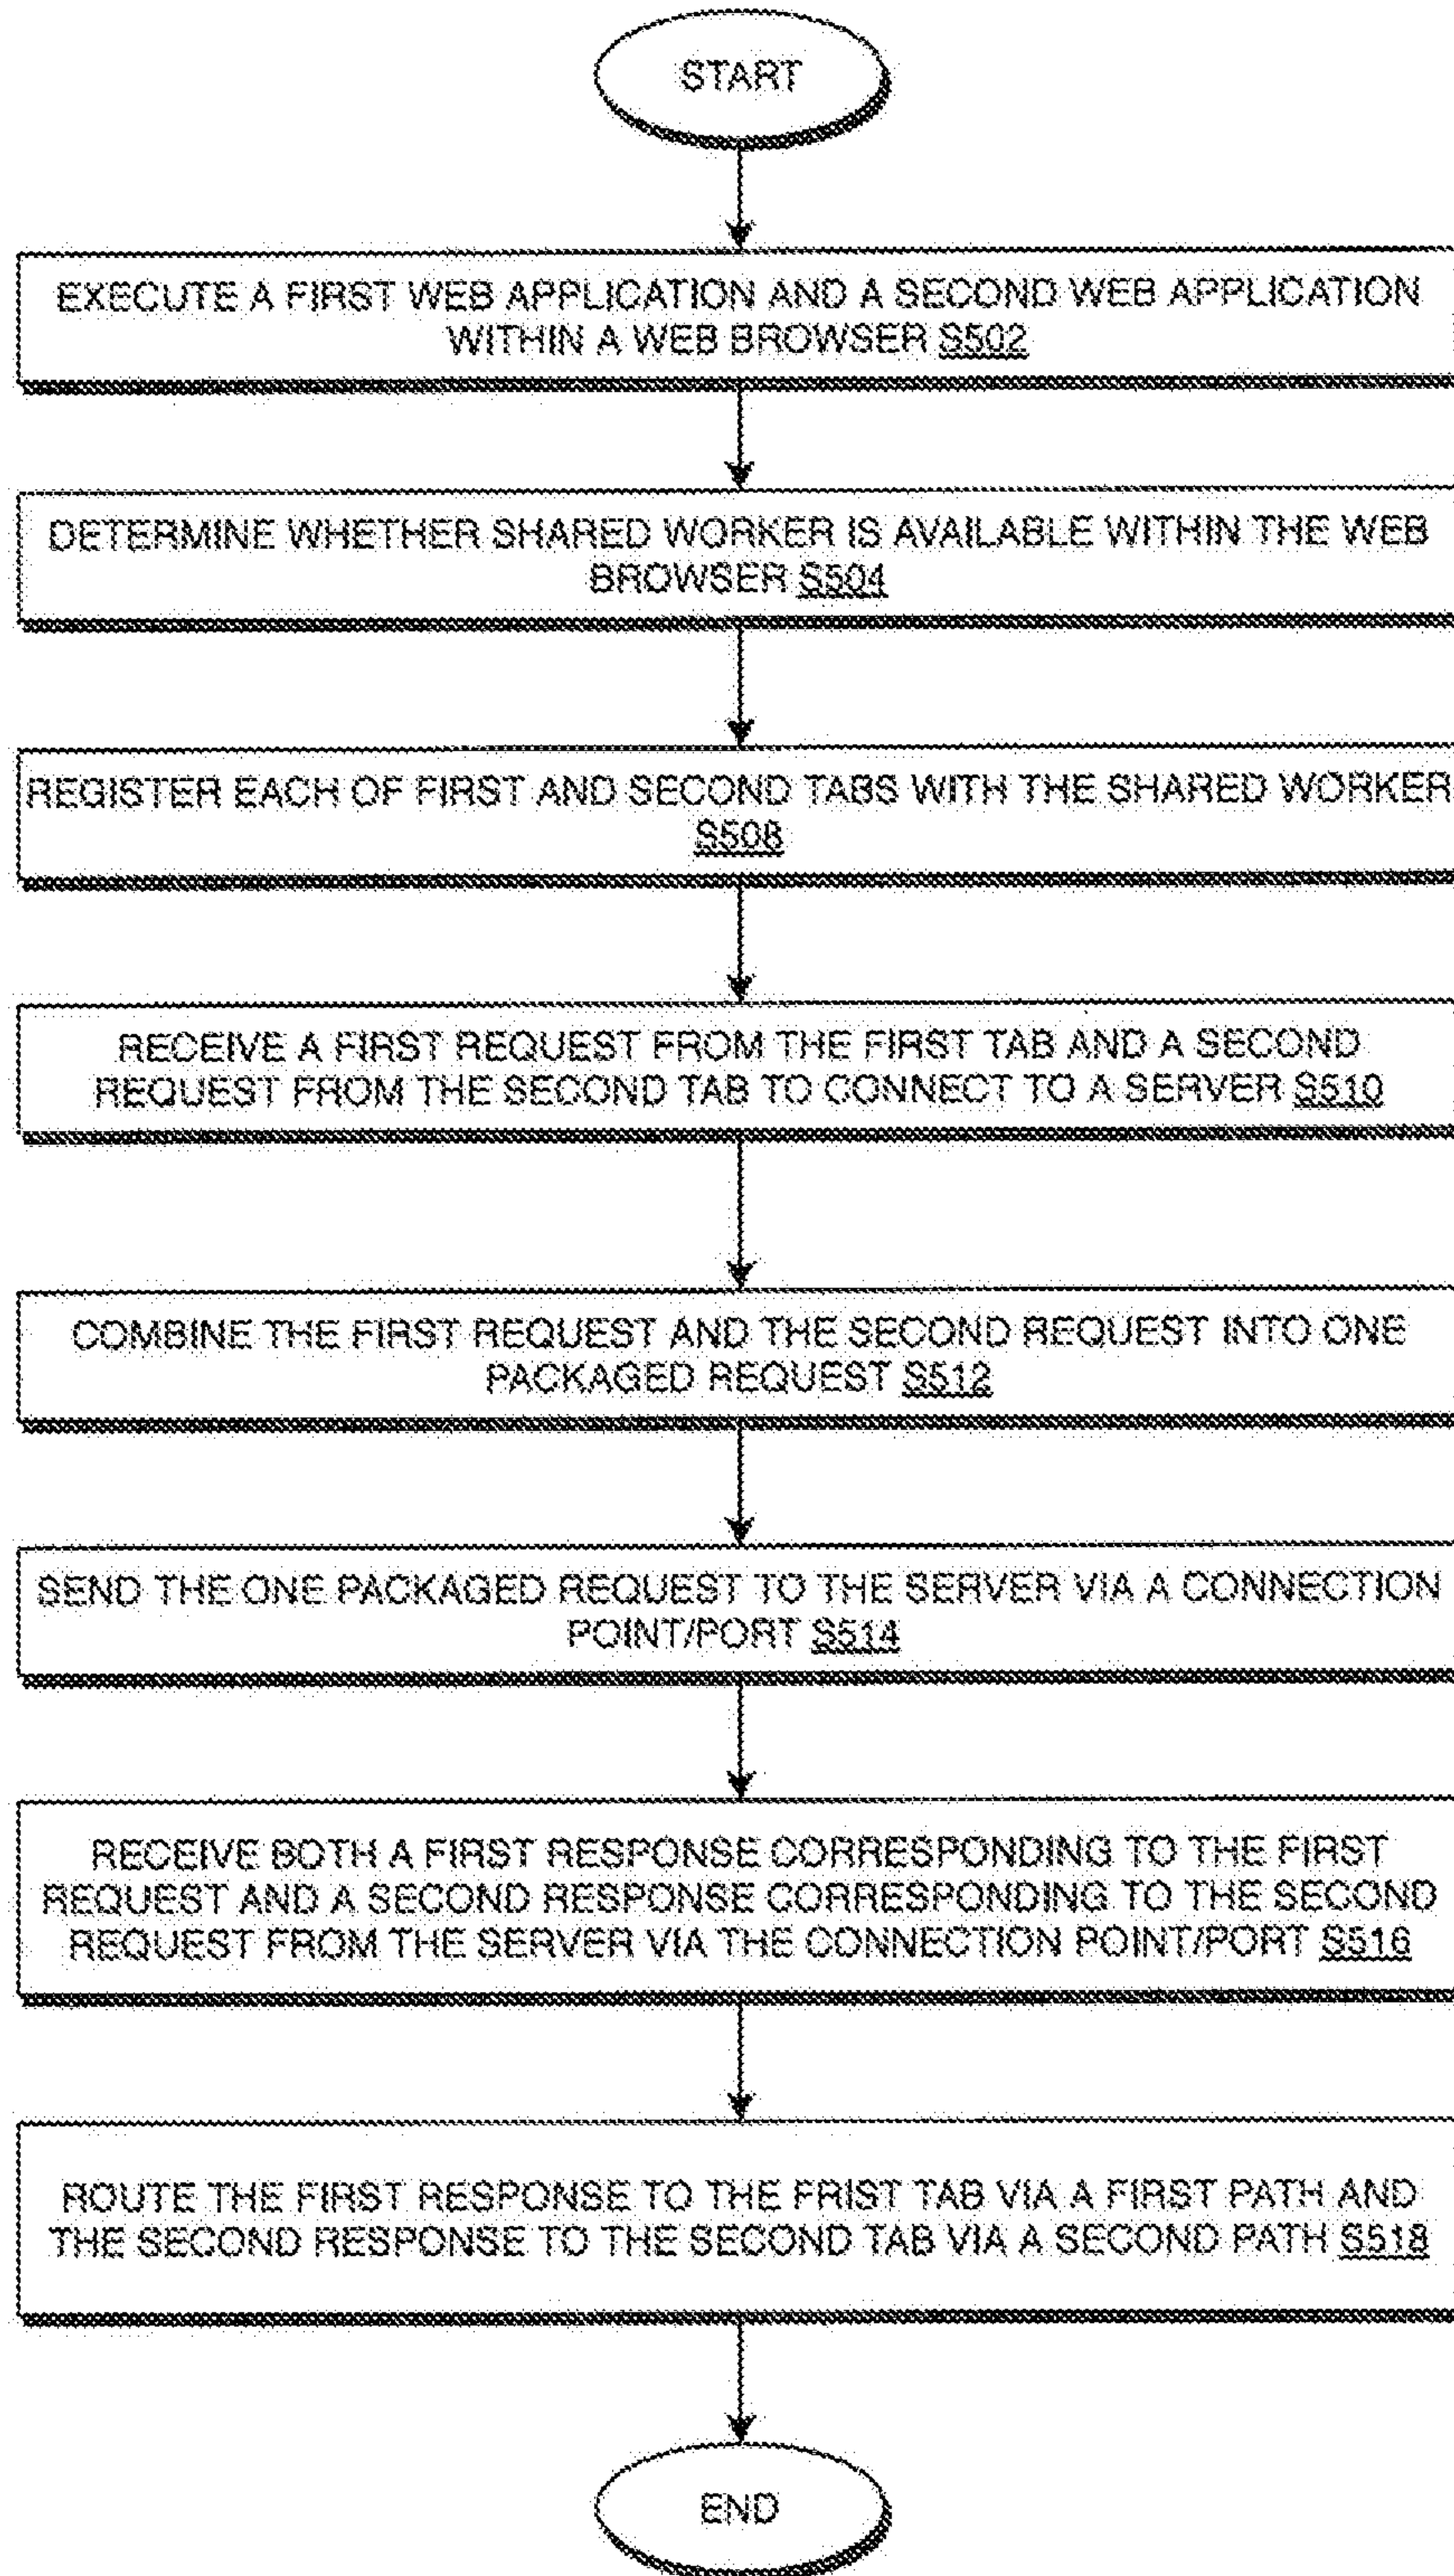 START
EXECUTE A FIRST WEB APPLICATION AND A SECOND WEB APPLICATION
WITHIN A WEB BROWSER S502
DETERMINE WHETHER SHARED WORKER IS AVAILABLE WITHIN THE WEB
BROWSER S504
REGISTER EACH OF FIRST AND SECOND TABS WITH THE SHARED WORKER
S508
RECEIVE A FIRST REQUEST FROM THE FIRST TAB AND A SECOND
REQUEST FROM THE SECOND TAB TO CONNECT TO A SERVER S510
COMBINE THE FIRST REQUEST AND THE SECOND REQUEST INTO ONE
PACKAGED REQUEST S512
SEND THE ONE PACKAGED REQUEST TO THE SERVER VIA A CONNECTION
POINT/PORT S514
RECEIVE BOTH A FIRST RESPONSE CORRESPONDING TO THE FIRST
REQUEST AND A SECOND RESPONSE CORRESPONDING TO THE SECOND
REQUEST FROM THE SERVER VIA THE CONNECTION POINT/PORT S516
ROUTE THE FIRST RESPONSE TO THE FRIST TAB VIA A FIRST PATH AND
THE SECOND RESPONSE TO THE SECOND TAB VIA A SECOND PATH S518
END